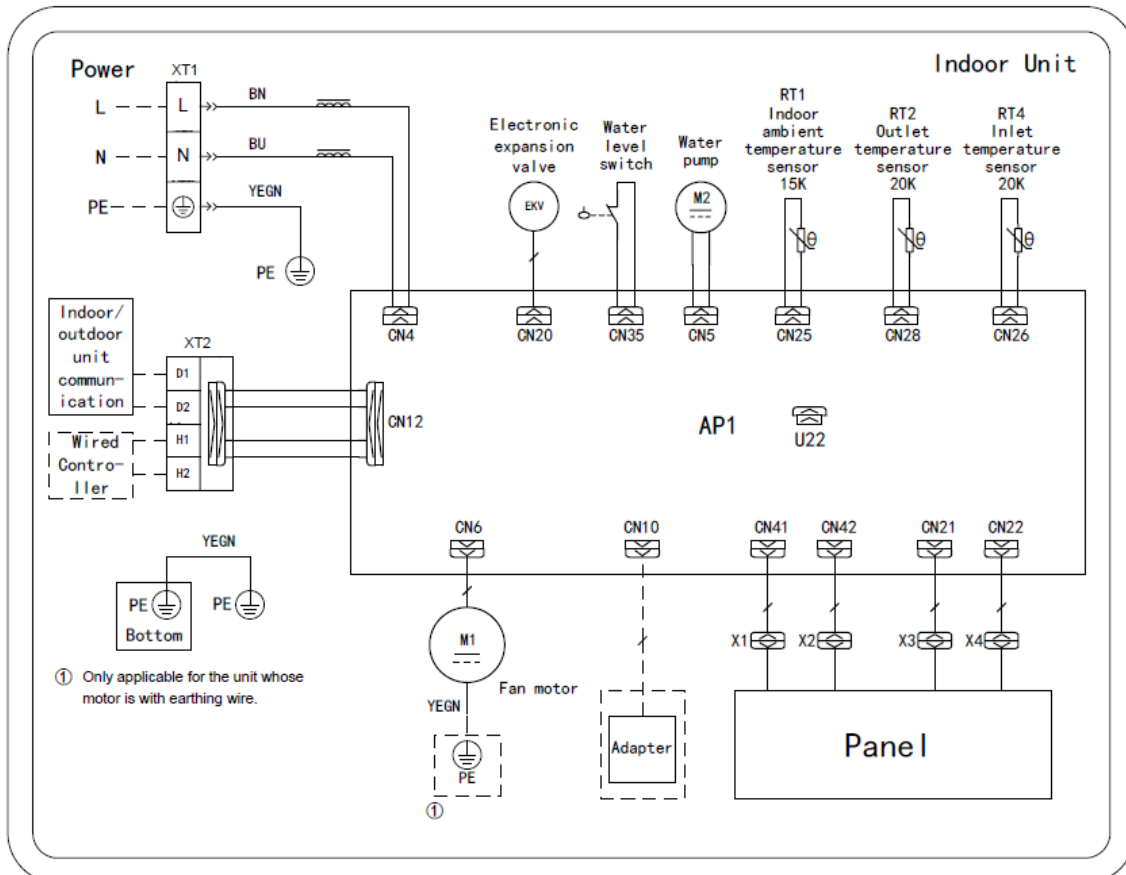 Power
XT1
Indoor Unit
L
L
BN
N
N
BU
PE
YEGN
PE
Electronic
expansion
valve
EKV
Water
level
switch
Water
pump
M2
RT1
Indoor
ambient
temperature
sensor
15K
θ
RT2
Outlet
temperature
sensor
20K
θ
RT4
Inlet
temperature
sensor
20K
θ
CN4
CN20
CN35
CN5
CN25
CN28
CN26
Indoor/
outdoor
unit
commun-
ication
Wired
Contro-
ller
XT2
D1
D2
H1
H2
CN12
AP1
U22
CN6
CN10
CN41
CN42
CN21
CN22
YEGN
PE
Bottom
PE
① Only applicable for the unit whose
motor is with earthing wire.
M1
Fan motor
YEGN
PE
①
Adapter
X1
X2
X3
X4
Panel